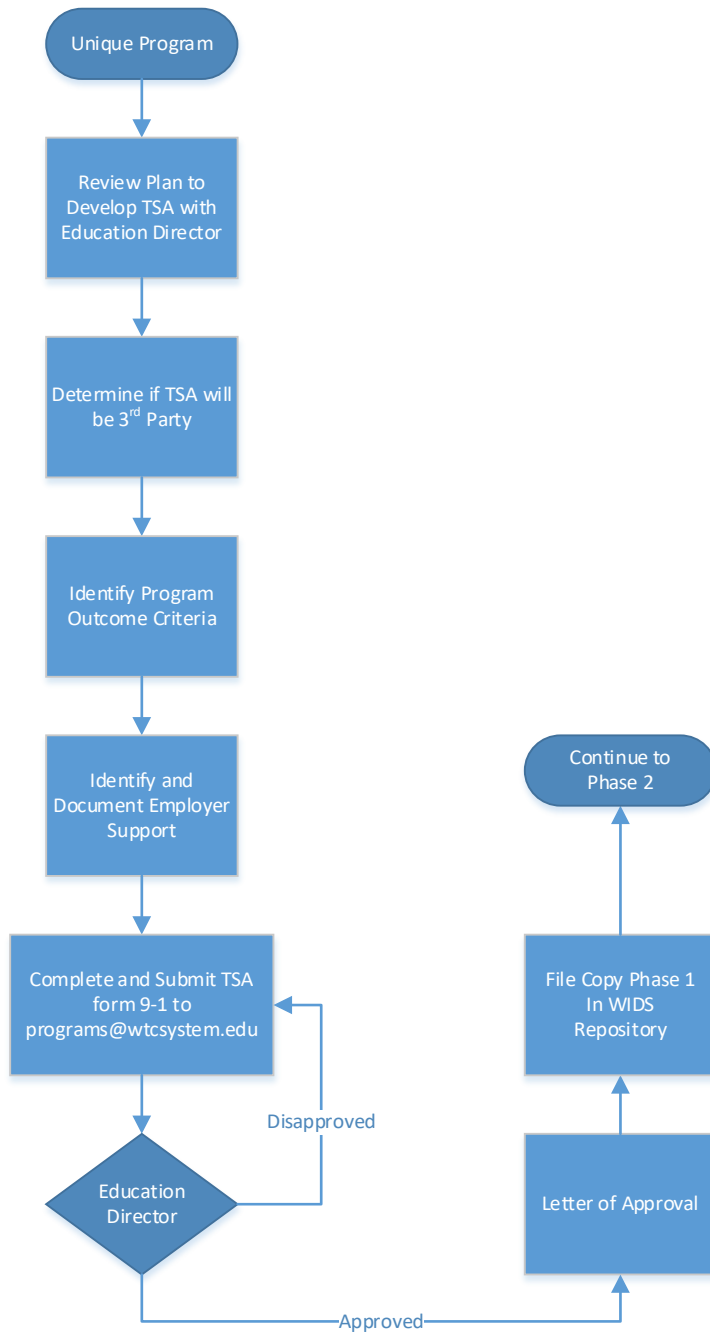 Unique Program
Review Plan to
Develop TSA with
Education Director
Determine if TSA will
be 3rd Party
Identify Program
Outcome Criteria
Identify and
Document Employer
Support
Complete and Submit TSA
form 9-1 to
programs@wtcsystem.edu
Disapproved
Education
Director
Approved
Letter of Approval
File Copy Phase 1
In WIDS
Repository
Continue to
Phase 2